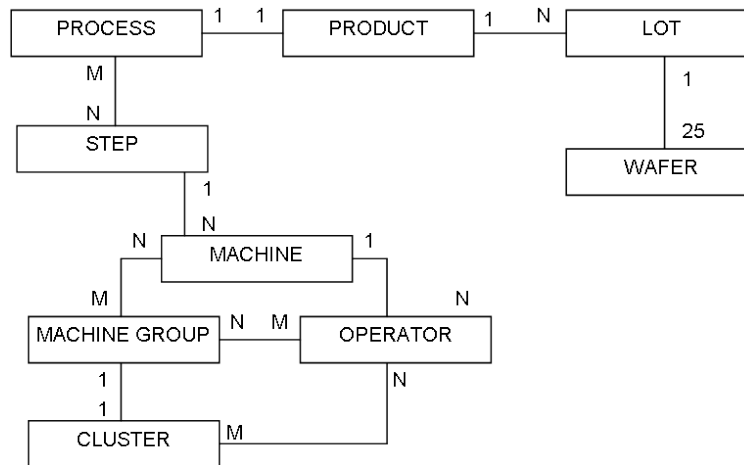 PROCESS 1 1 PRODUCT 1 N LOT
M 1
N 25
STEP WAFER
1
N N 1
MACHINE
M N
MACHINE GROUP N M OPERATOR
1 N
1
CLUSTER M